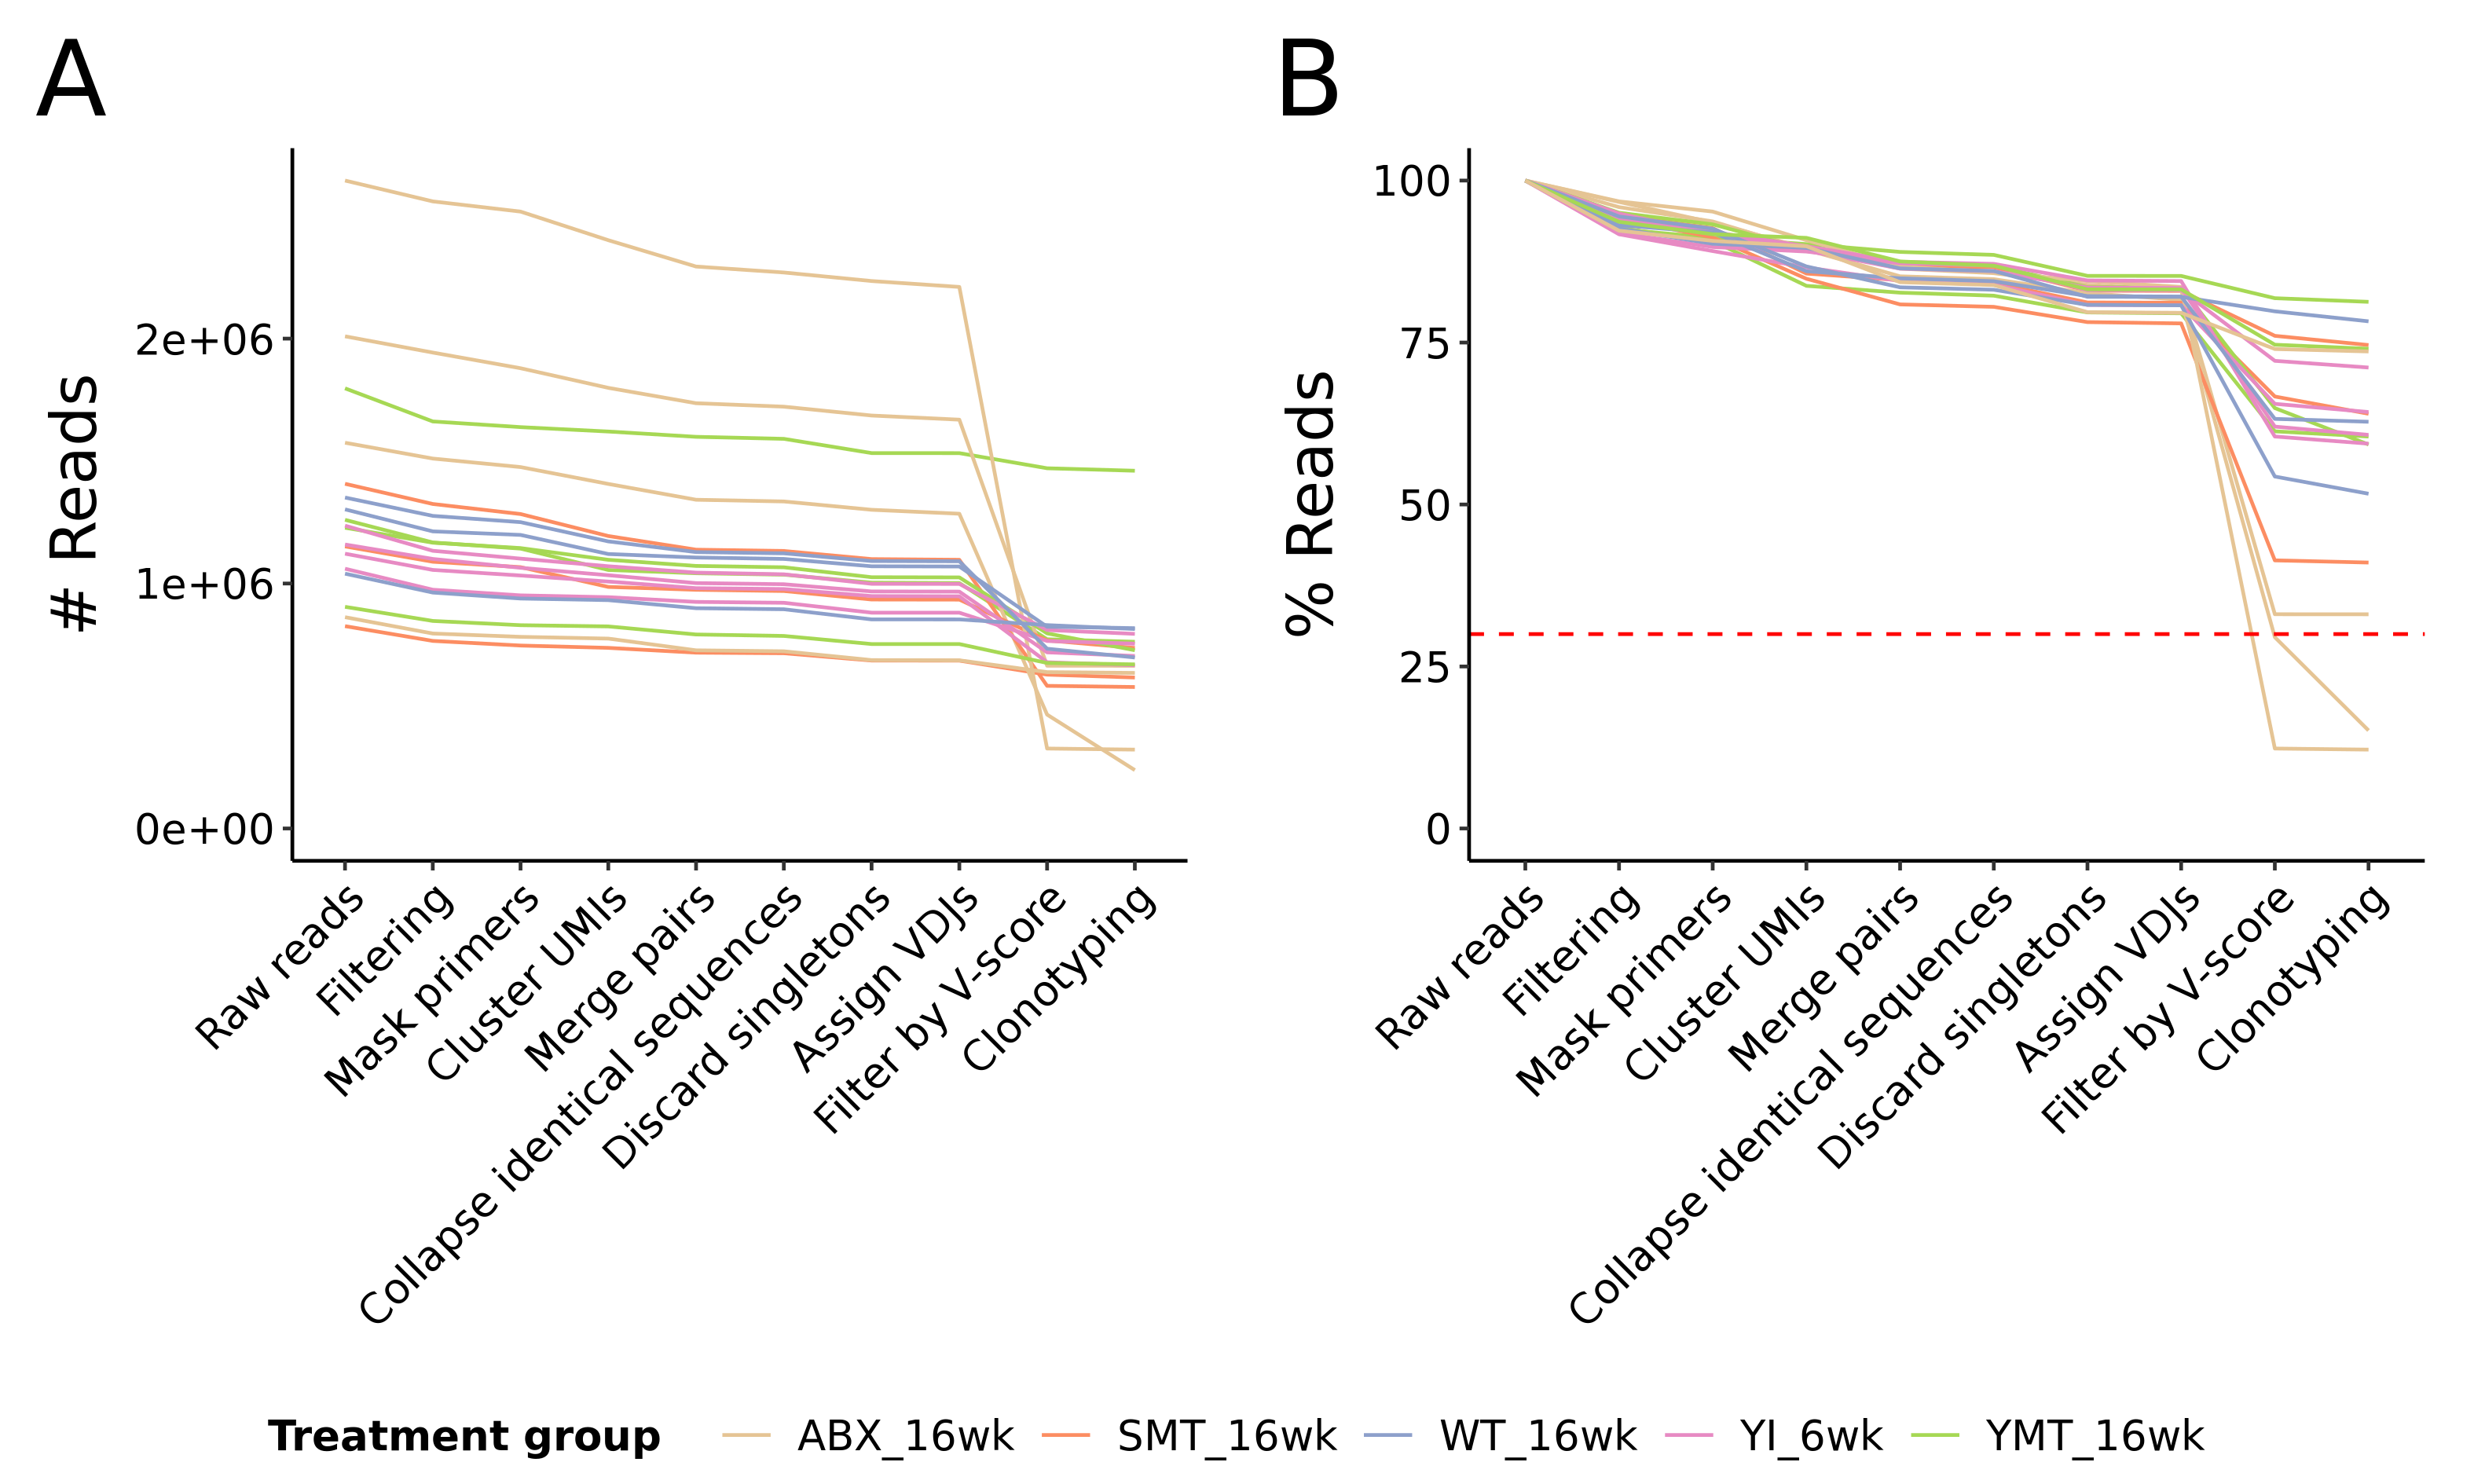 A
# Reads
2e+06
1e+06
0e+00
Raw reads
Filtering
Mask primers
Cluster UMIs
Merge pairs
Collapse identical sequences
Discard singletons
Assign VDJs
Filter by V-score
Clonotyping
B
% Reads
100
75
50
25
0
Raw reads
Filtering
Mask primers
Cluster UMIs
Merge pairs
Collapse identical sequences
Discard singletons
Assign VDJs
Filter by V-score
Clonotyping
Treatment group ABX_16wk SMT_16wk WT_16wk YI_6wk YMT_16wk